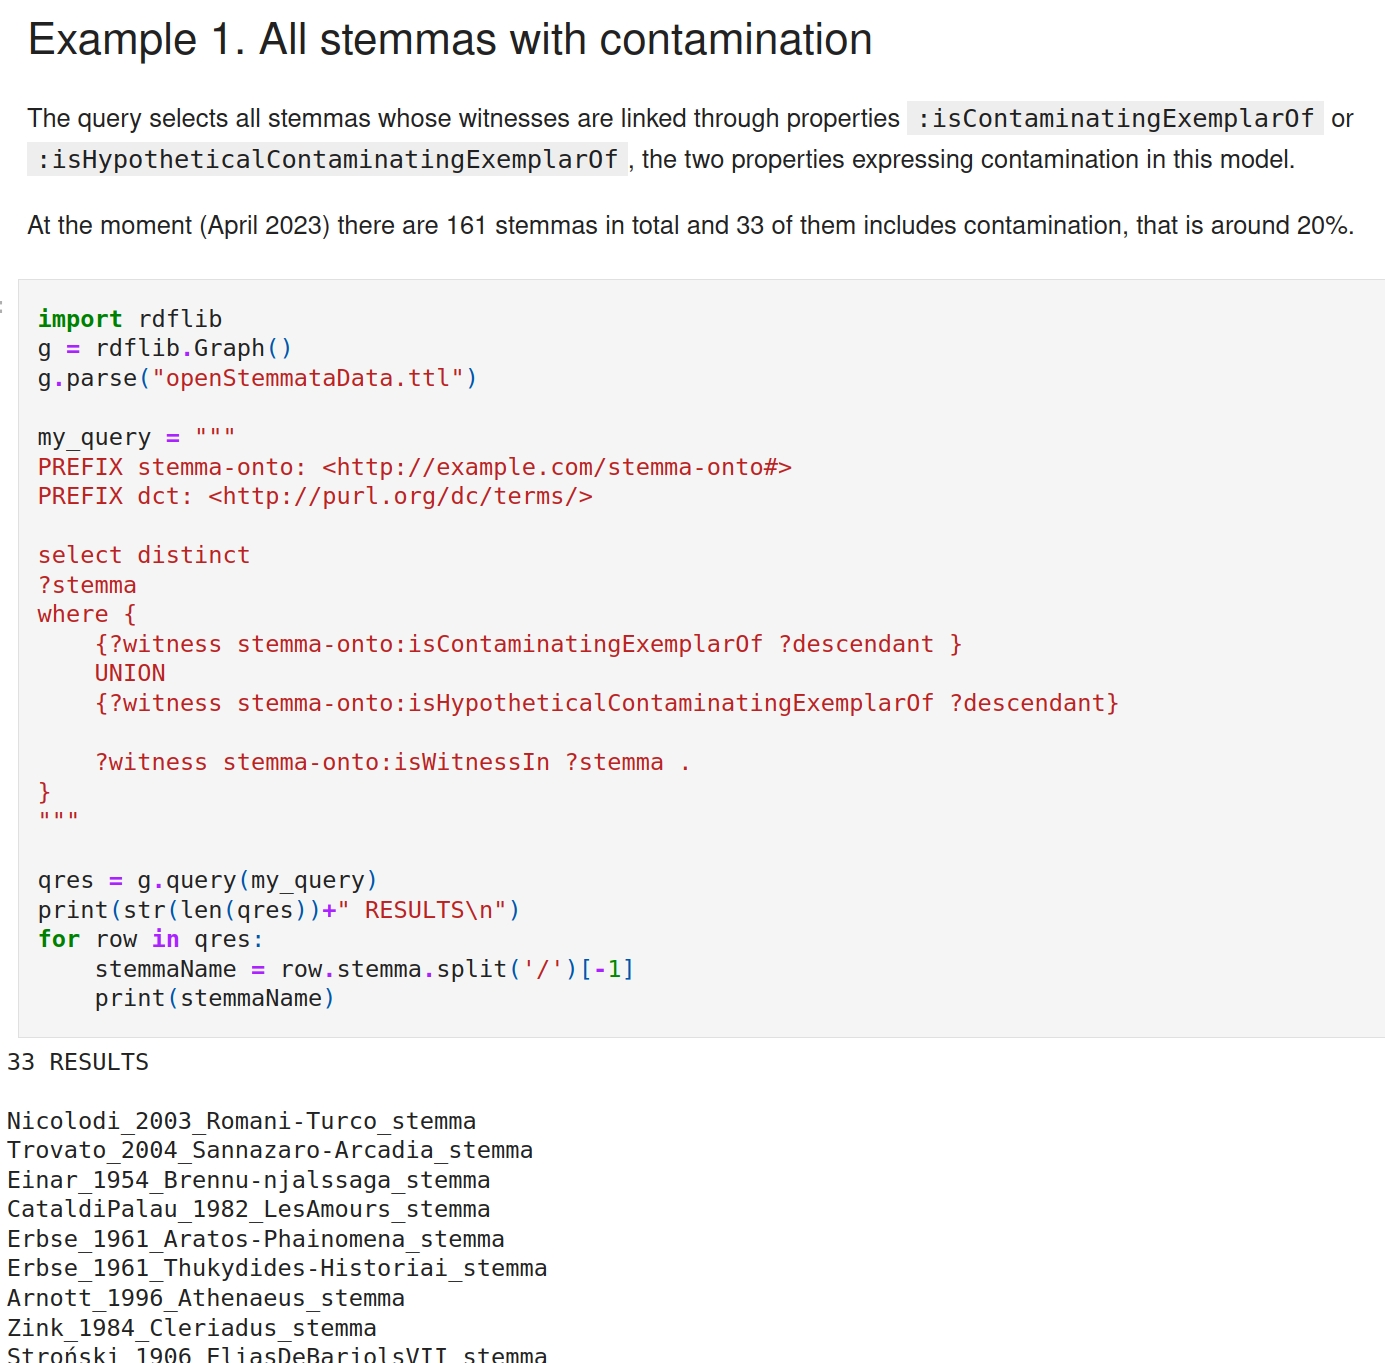 Example 1. All stemmas with contamination
The query selects all stemmas whose witnesses are linked through properties :isContaminatingExemplarOf or
:isHypotheticalContaminatingExemplarOf , the two properties expressing contamination in this model.
At the moment (April 2023) there are 161 stemmas in total and 33 of them includes contamination, that is around 20%.
import rdflib
g = rdflib.Graph()
g.parse("openStemmataData.ttl")
my_query = """
PREFIX stemma-onto: <http://example.com/stemma-onto#>
PREFIX dct: <http://purl.org/dc/terms/>
select distinct
?stemma
where {
    {?witness stemma-onto:isContaminatingExemplarOf ?descendant }
    UNION
    {?witness stemma-onto:isHypotheticalContaminatingExemplarOf ?descendant}
    ?witness stemma-onto:isWitnessIn ?stemma .
}
"""
qres = g.query(my_query)
print(str(len(qres))+" RESULTS\n")
for row in qres:
    stemmaName = row.stemma.split('/')[-1]
    print(stemmaName)
33 RESULTS
Nicolodi_2003_Romani-Turco_stemma
Trovato_2004_Sannazaro-Arcadia_stemma
Einar_1954_Brennu-njalssaga_stemma
CataldiPalau_1982_LesAmours_stemma
Erbse_1961_Aratos-Phainomena_stemma
Erbse_1961_Thukydides-Historiai_stemma
Arnott_1996_Athenaeus_stemma
Zink_1984_Cleriadus_stemma
Stroński_1906_EliasDeBarjolsVII_stemma